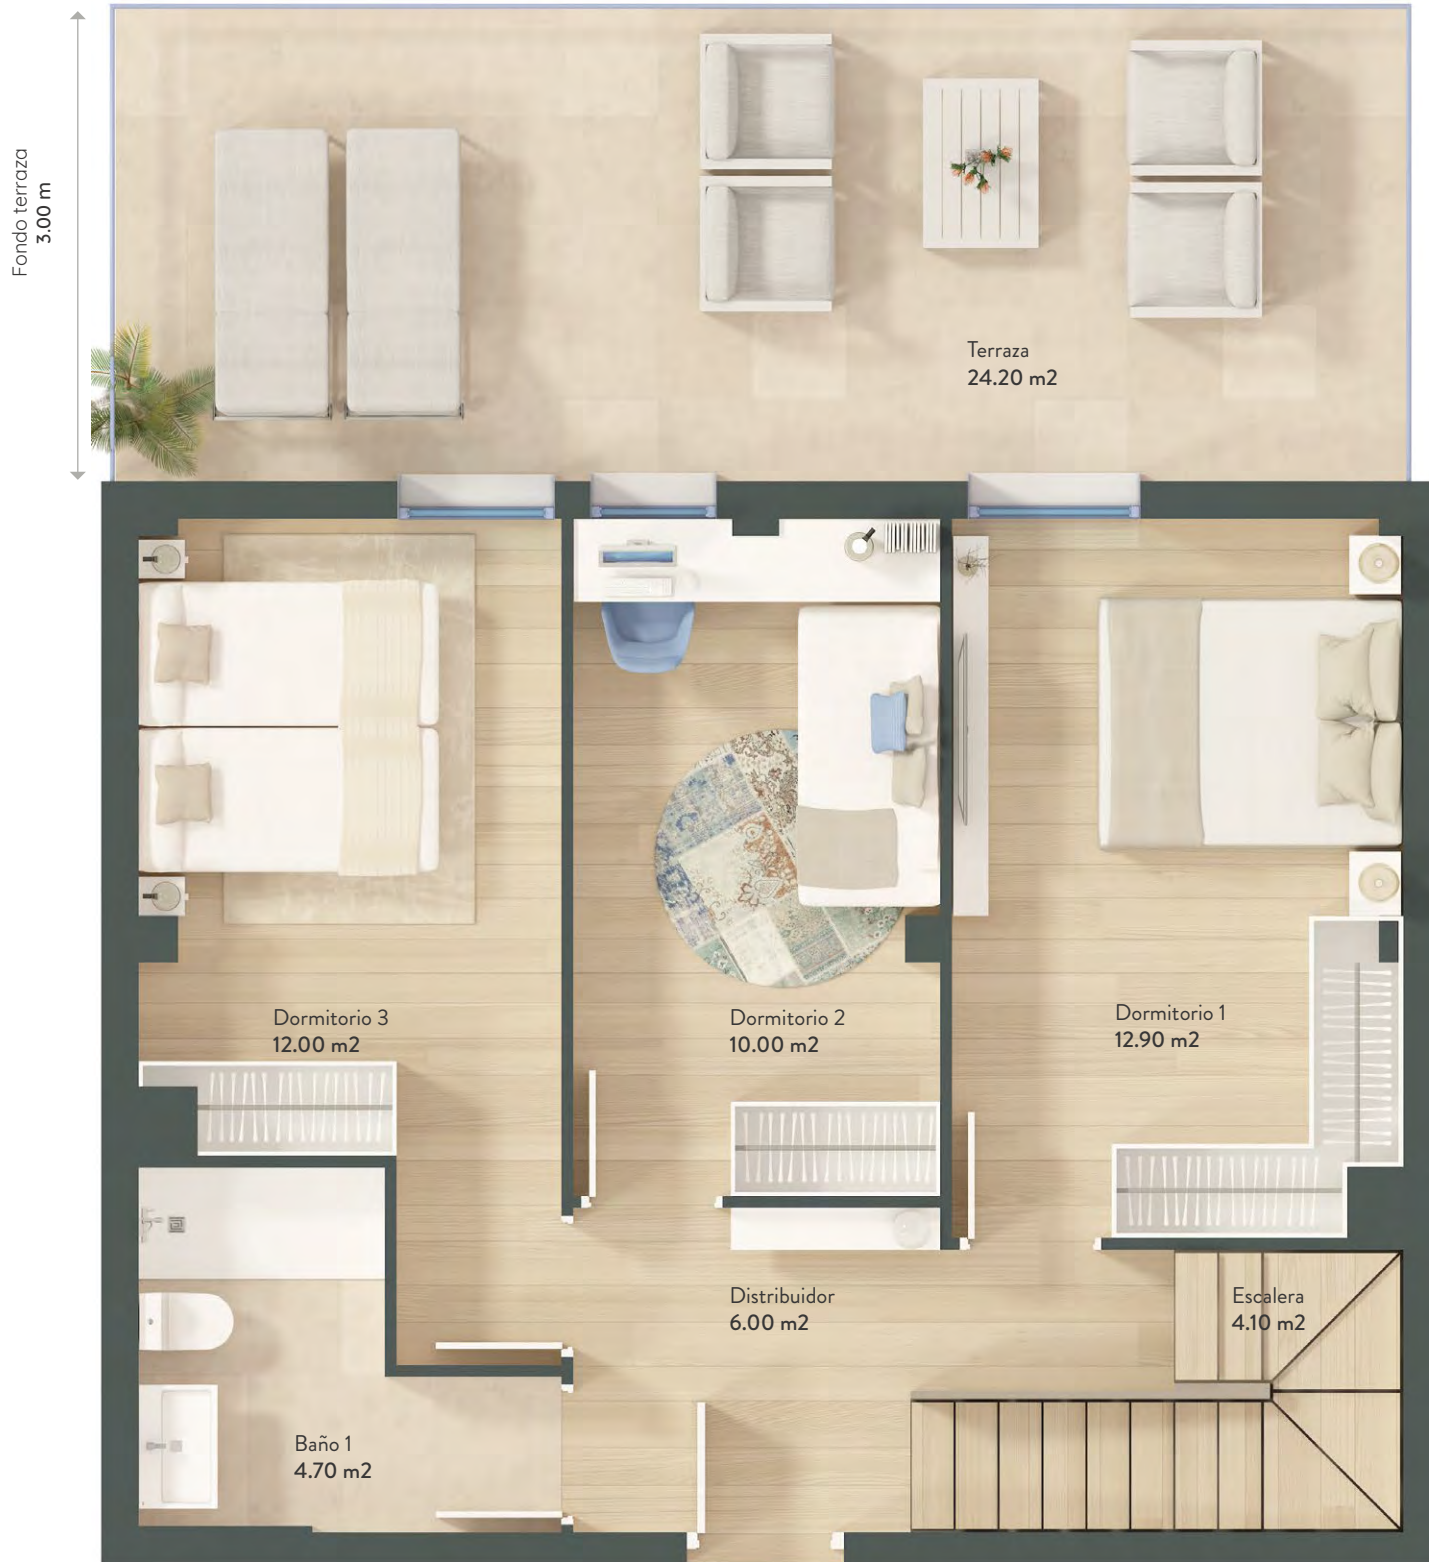 Fondo terraza
3.00 m
Terraza
24.20 m2
Dormitorio 3
12.00 m2
Dormitorio 2
10.00 m2
Dormitorio 1
12.90 m2
Distribuidor
6.00 m2
Escalera
4.10 m2
Baño 1
4.70 m2